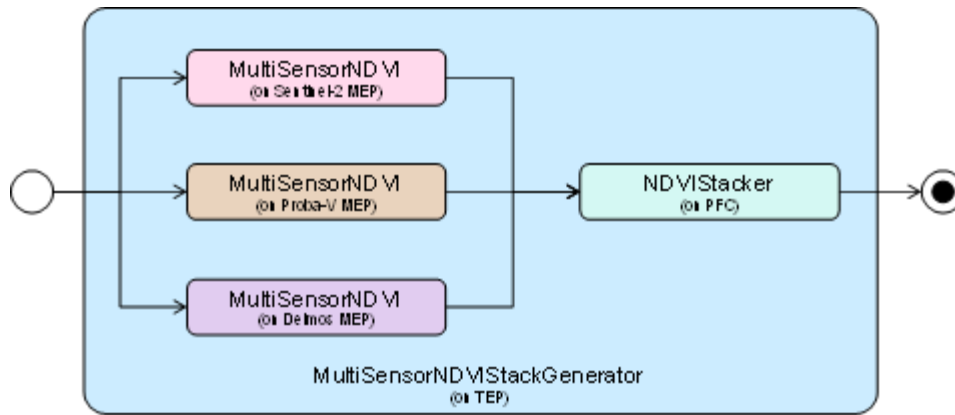 MultiSensorNDVI
(on Sentinel-2 MEP)
MultiSensorNDVI
(on Proba-V MEP)
NDVIStacker
(on PFC)
MultiSensorNDVI
(on Deimos MEP)
MultiSensorNDVIStackGenerator
(on TEP)